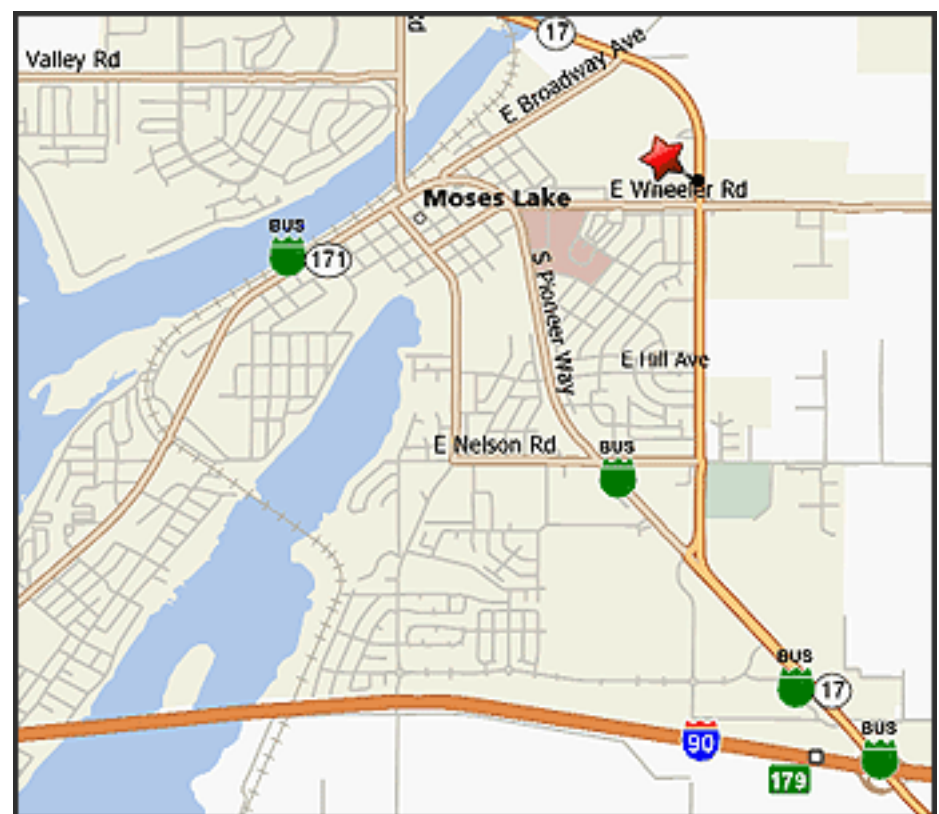 17
Rd
Valley Rd
E Broadway Ave
E Wheeler Rd
Moses Lake
BUS
171
S Pioneer Way
E Hill Ave
E Nelson Rd
BUS
BUS
17
BUS
90
179